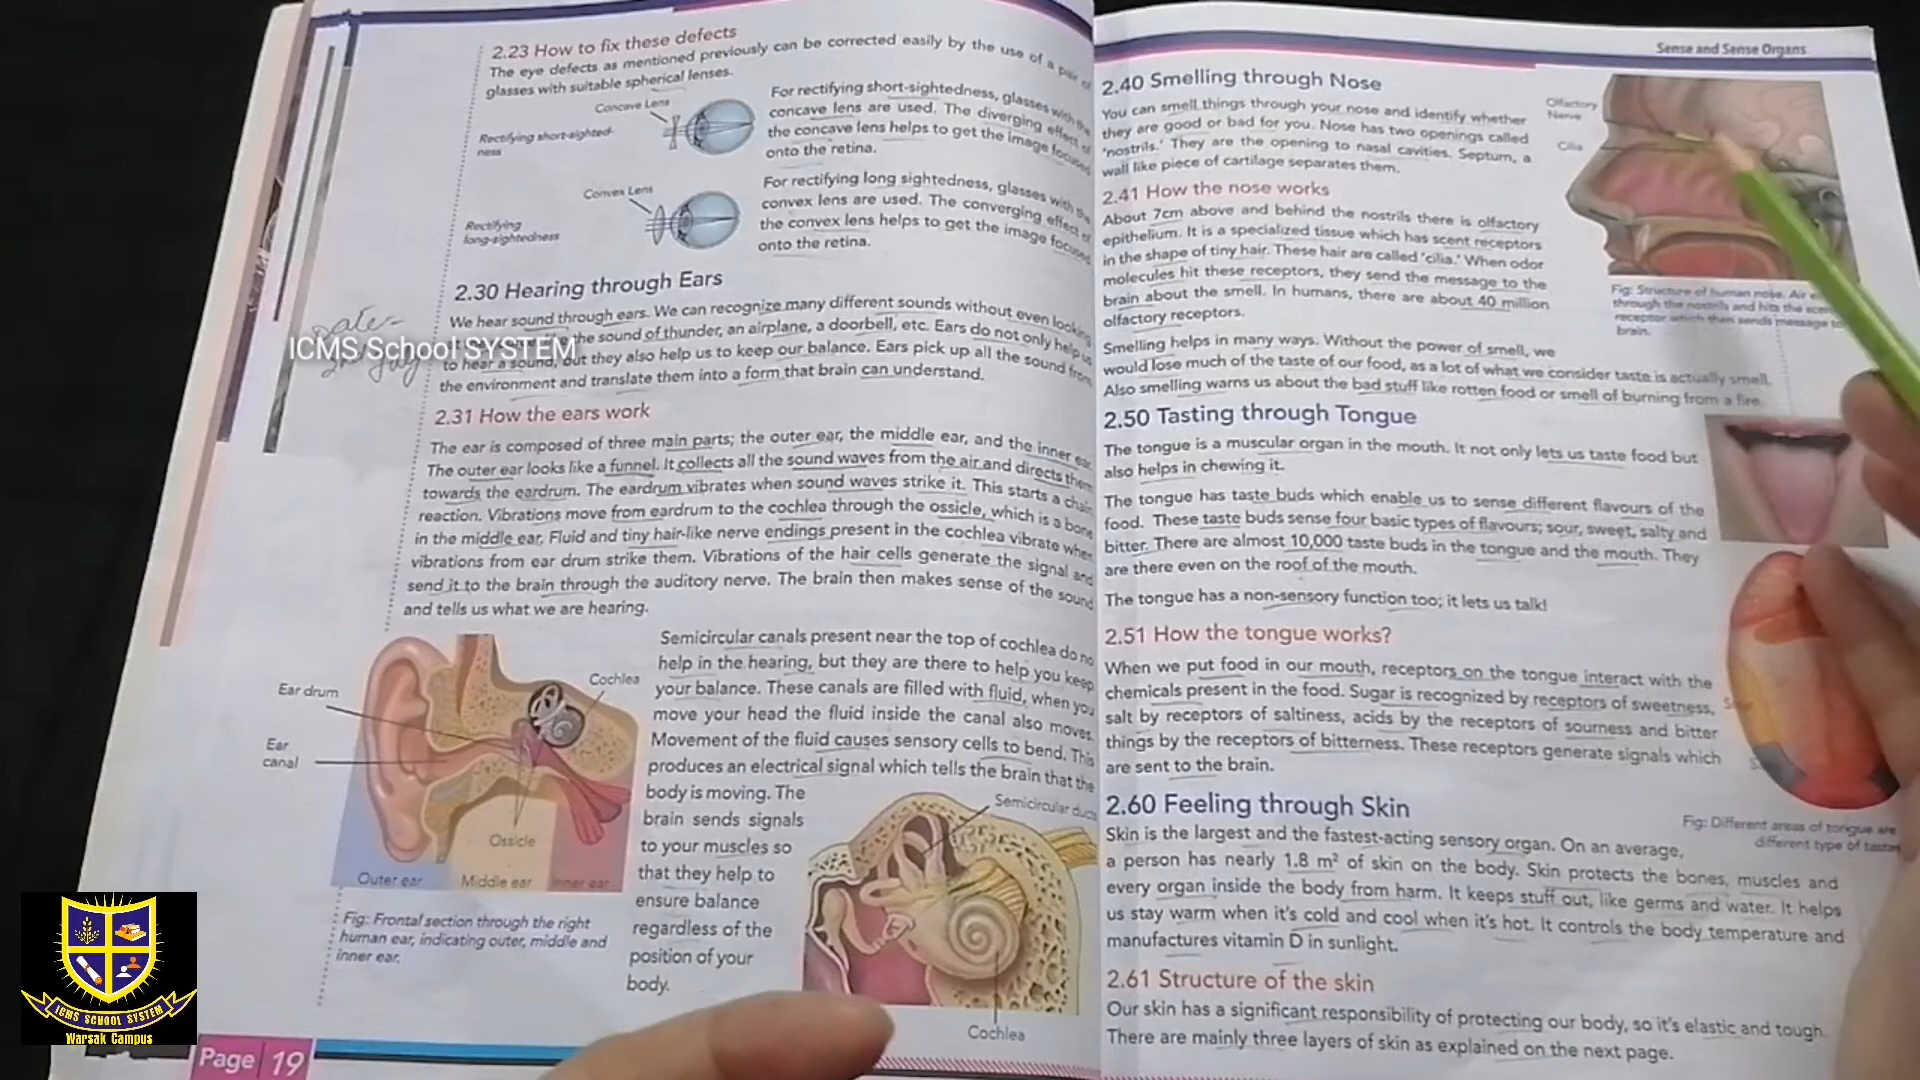 2.23 How to fix these defects
The eye defects as mentioned previously can be corrected easily by the use of a pair of
glasses with suitable spherical lenses.
Concave Lens
Rectifying short-sighted-
ness
For rectifying short-sightedness, glasses with the
concave lens are used. The diverging effect of
the concave lens helps to get the image focused
onto the retina.
Convex Lens
Rectifying
long-sightedness
For rectifying long sightedness, glasses with the
convex lens are used. The converging effect of
the convex lens helps to get the image focused
onto the retina.
2.30 Hearing through Ears
We hear sound through ears. We can recognize many different sounds without even looking
the sound of thunder, an airplane, a doorbell, etc. Ears do not only help us
to hear a sound, but they also help us to keep our balance. Ears pick up all the sound from
the environment and translate them into a form that brain can understand.
Date-
ICMS School SYSTEM
2.31 How the ears work
The ear is composed of three main parts; the outer ear, the middle ear, and the inner ear.
The outer ear looks like a funnel. It collects all the sound waves from the air and directs them
towards the eardrum. The eardrum vibrates when sound waves strike it. This starts a chain
reaction. Vibrations move from eardrum to the cochlea through the ossicle, which is a bone
in the middle ear. Fluid and tiny hair-like nerve endings present in the cochlea vibrate when
vibrations from ear drum strike them. Vibrations of the hair cells generate the signal and
send it to the brain through the auditory nerve. The brain then makes sense of the sound
and tells us what we are hearing.
Ear drum
Ear
canal
Cochlea
Ossicle
Outer ear
Middle ear
Inner ear
Fig: Frontal section through the right
human ear, indicating outer, middle and
inner ear.
Semicircular canals present near the top of cochlea do no
help in the hearing, but they are there to help you keep
your balance. These canals are filled with fluid, when you
move your head the fluid inside the canal also moves.
Movement of the fluid causes sensory cells to bend. This
produces an electrical signal which tells the brain that the
body is moving. The
brain sends signals
to your muscles so
that they help to
ensure balance
regardless of the
position of your
body.
Semicircular ducts
Cochlea
ICMS SCHOOL SYSTEM
Warsak Campus
Page 19
Sense and Sense Organs
2.40 Smelling through Nose
You can smell things through your nose and identify whether
they are good or bad for you. Nose has two openings called
'nostrils.' They are the opening to nasal cavities. Septum, a
wall like piece of cartilage separates them.
2.41 How the nose works
About 7cm above and behind the nostrils there is olfactory
epithelium. It is a specialized tissue which has scent receptors
in the shape of tiny hair. These hair are called 'cilia.' When odor
molecules hit these receptors, they send the message to the
brain about the smell. In humans, there are about 40 million
olfactory receptors.
Olfactory
Nerve
Cilia
Fig: Structure of human nose. Air
through the nostrils and hits the
receptor which then sends message to
brain.
Smelling helps in many ways. Without the power of smell, we
would lose much of the taste of our food, as a lot of what we consider taste is actually smell.
Also smelling warns us about the bad stuff like rotten food or smell of burning from a fire.
2.50 Tasting through Tongue
The tongue is a muscular organ in the mouth. It not only lets us taste food but
also helps in chewing it.
The tongue has taste buds which enable us to sense different flavours of the
food. These taste buds sense four basic types of flavours; sour, sweet, salty and
bitter. There are almost 10,000 taste buds in the tongue and the mouth. They
are there even on the roof of the mouth.
The tongue has a non-sensory function too; it lets us talk!
2.51 How the tongue works?
When we put food in our mouth, receptors on the tongue interact with the
chemicals present in the food. Sugar is recognized by receptors of sweetness,
salt by receptors of saltiness, acids by the receptors of sourness and bitter
things by the receptors of bitterness. These receptors generate signals which
are sent to the brain.
Fig: Different areas of tongue are
different type of tastes
2.60 Feeling through Skin
Skin is the largest and the fastest-acting sensory organ. On an average,
a person has nearly 1.8 m² of skin on the body. Skin protects the bones, muscles and
every organ inside the body from harm. It keeps stuff out, like germs and water. It helps
us stay warm when it's cold and cool when it's hot. It controls the body temperature and
manufactures vitamin D in sunlight.
2.61 Structure of the skin
Our skin has a significant responsibility of protecting our body, so it's elastic and tough.
There are mainly three layers of skin as explained on the next page.